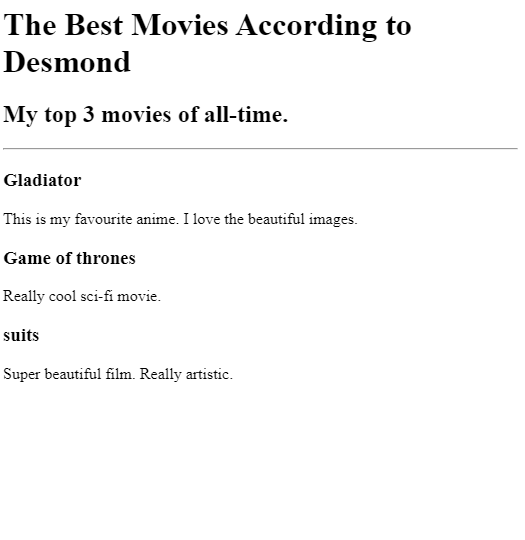 The Best Movies According to
Desmond
My top 3 movies of all-time.
Gladiator
This is my favourite anime. I love the beautiful images.
Game of thrones
Really cool sci-fi movie.
suits
Super beautiful film. Really artistic.